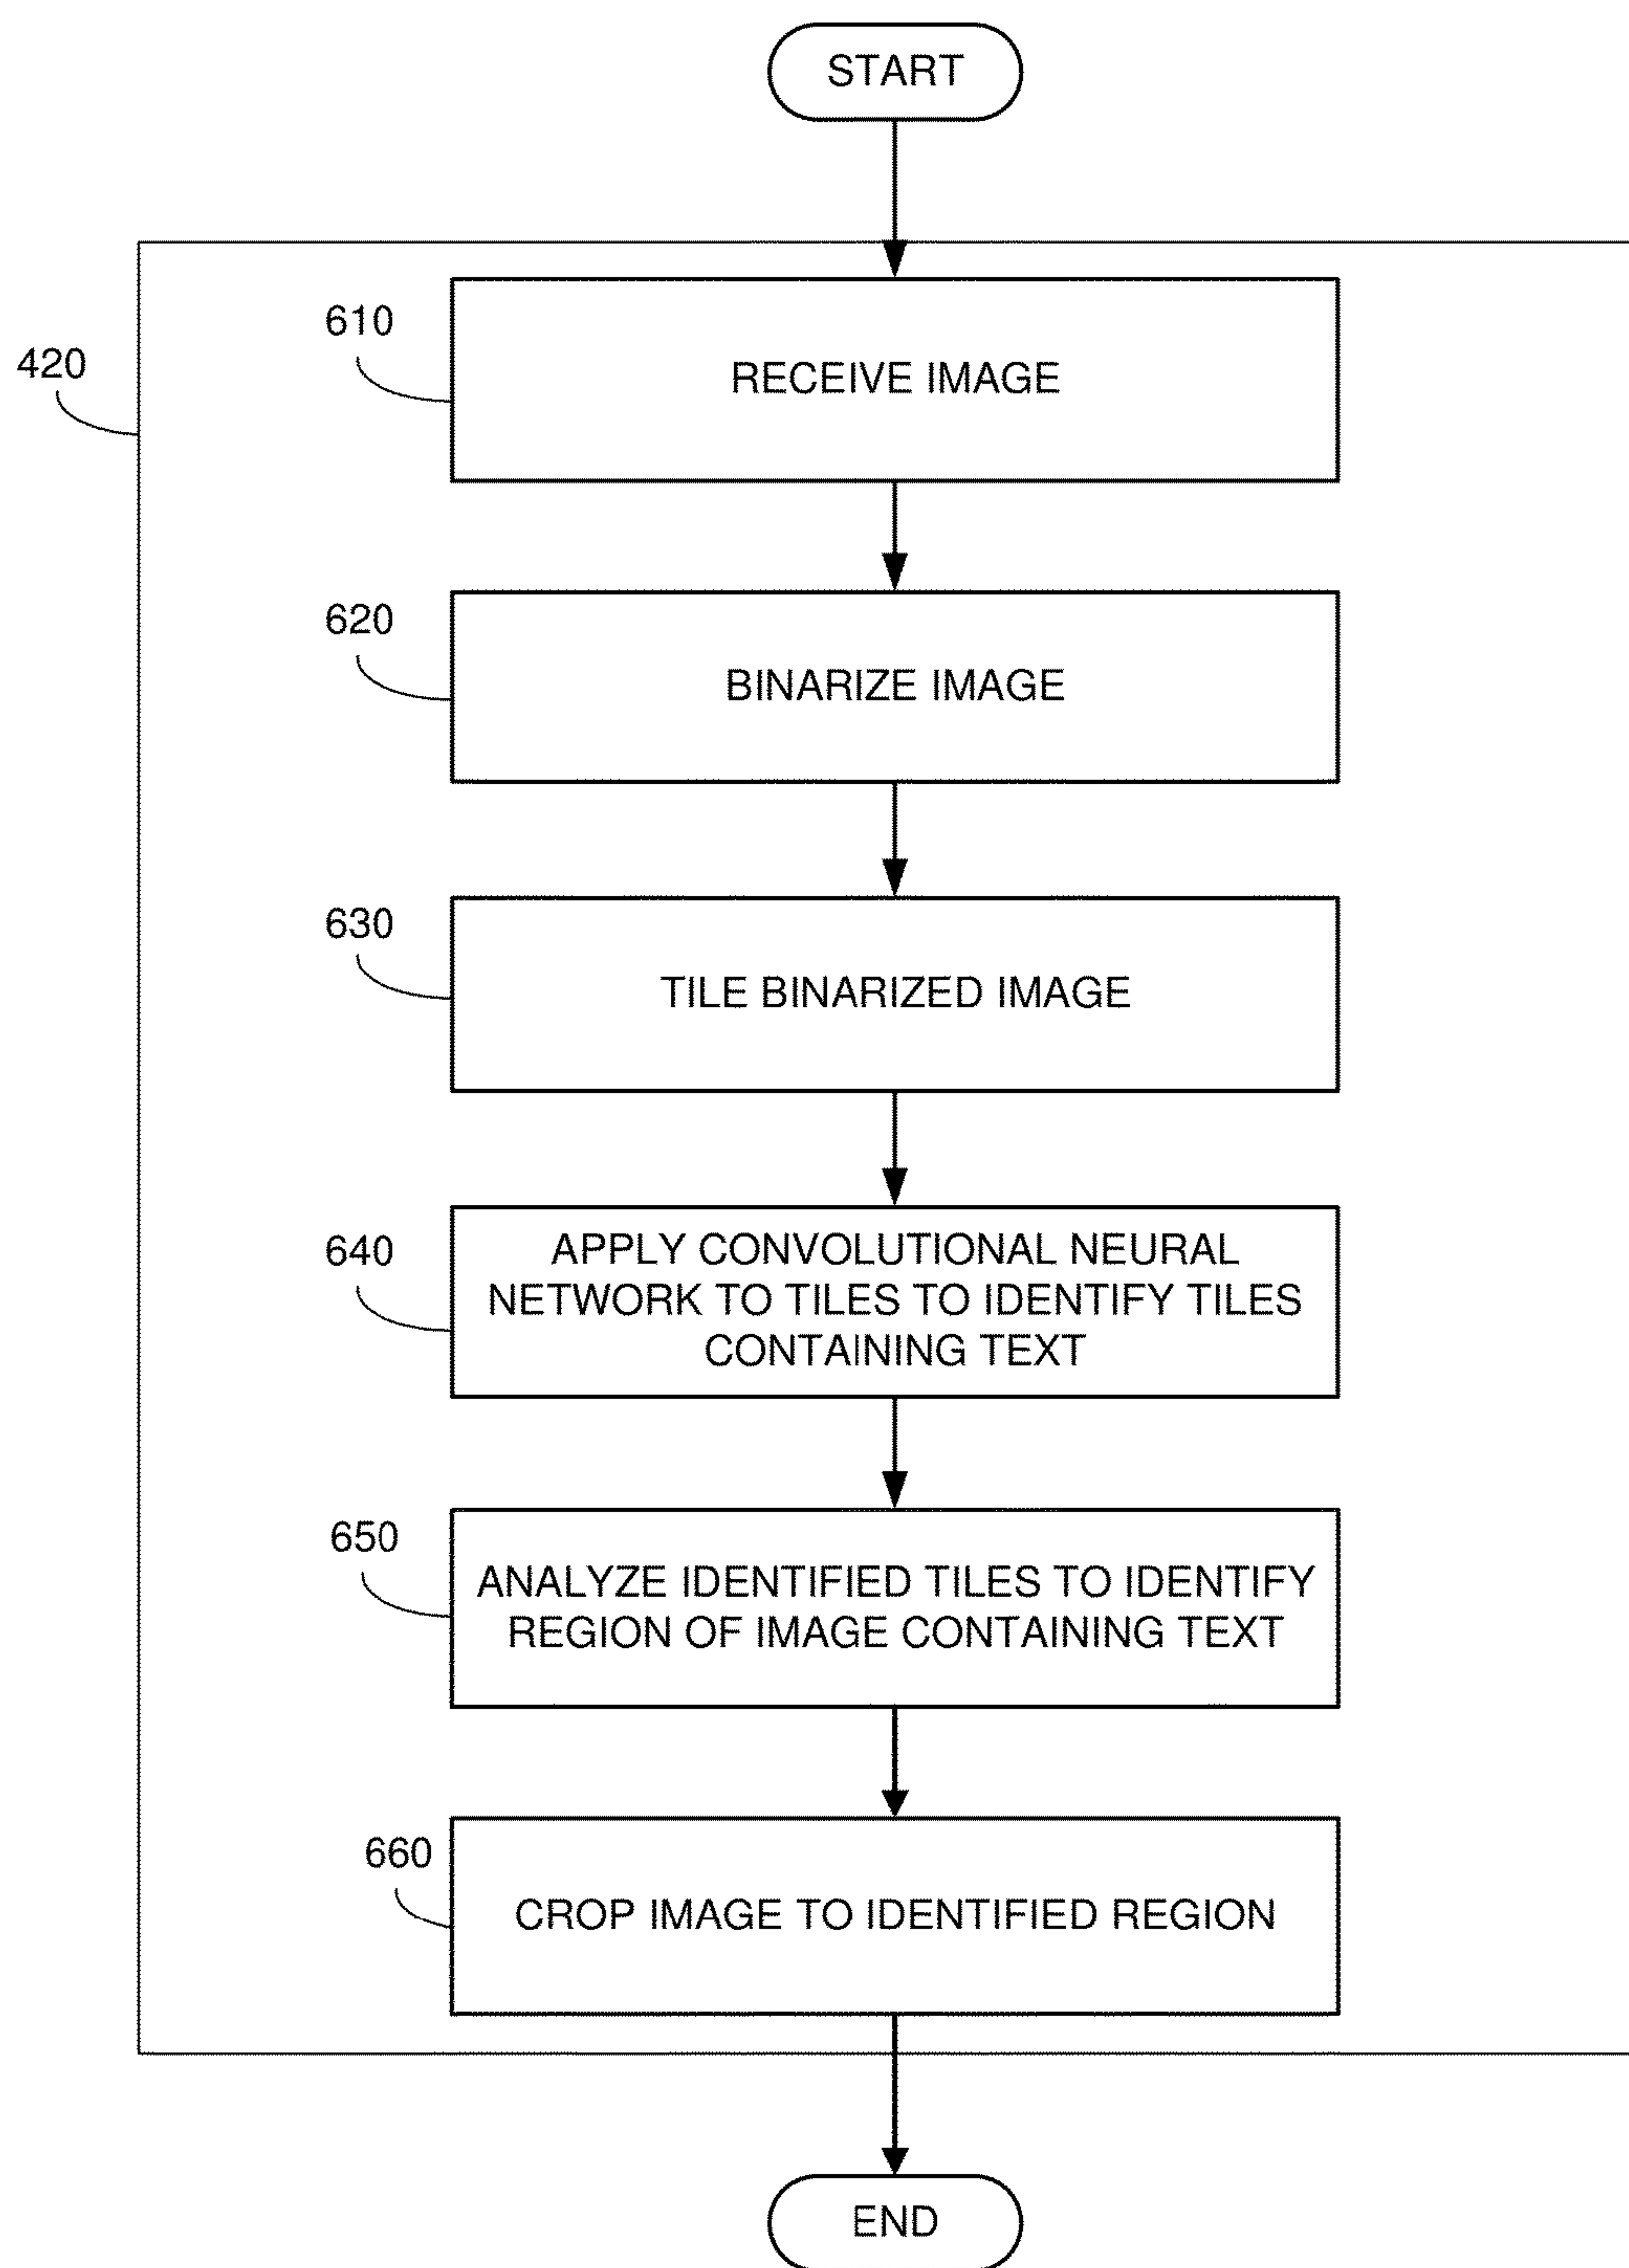 START
420
610
RECEIVE IMAGE
620
BINARIZE IMAGE
630
TILE BINARIZED IMAGE
640
APPLY CONVOLUTIONAL NEURAL
NETWORK TO TILES TO IDENTIFY TILES
CONTAINING TEXT
650
ANALYZE IDENTIFIED TILES TO IDENTIFY
REGION OF IMAGE CONTAINING TEXT
660
CROP IMAGE TO IDENTIFIED REGION
END